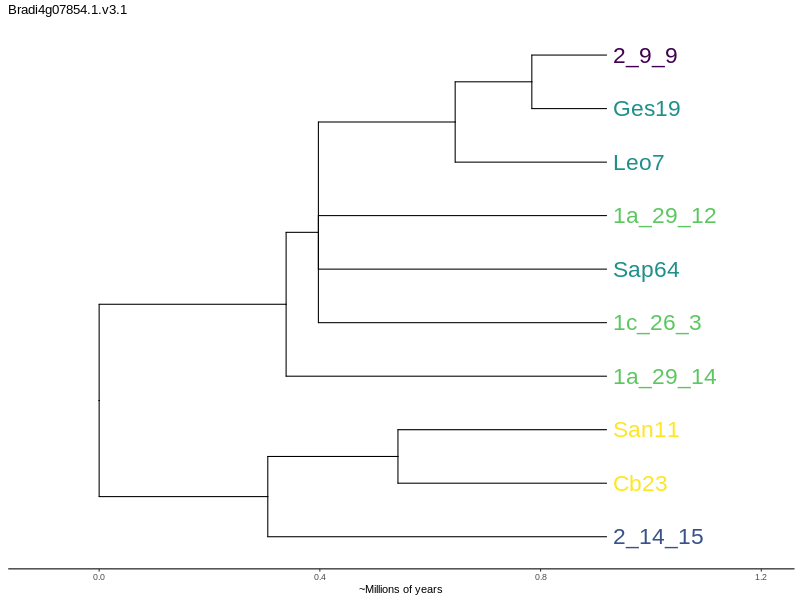 Bradi4g07854.1.v3.1
2_9_9
Ges19
Leo7
1a_29_12
Sap64
1c_26_3
1a_29_14
San11
Cb23
2_14_15
0.0 0.4 0.8 1.2
~Millions of years